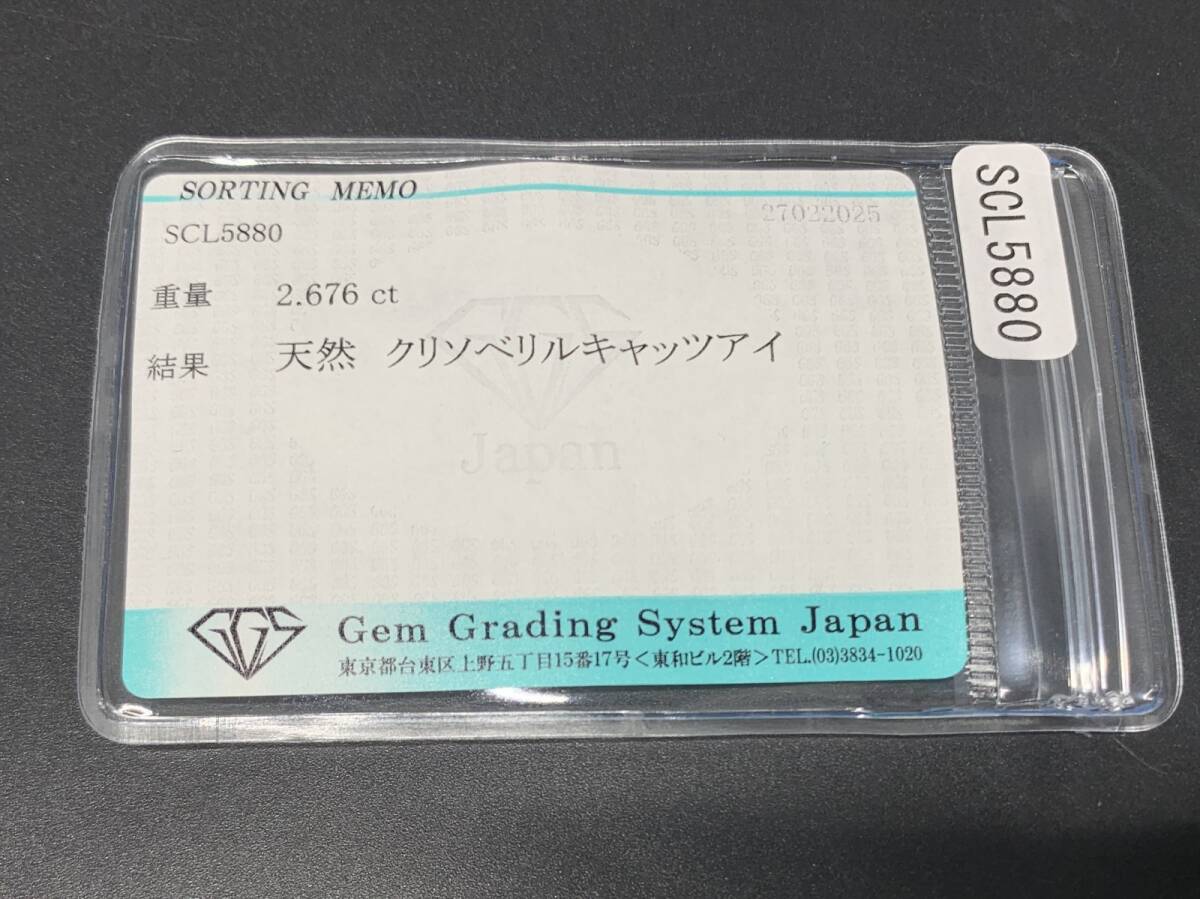 SORTING MEMO
27022025
SCL5880
重量 2.676 ct
結果 天然 クリソベリルキャッツアイ
GGS
Japan
GGS
Gem Grading System Japan
東京都台東区上野五丁目15番17号＜東和ビル2階＞TEL.(03)3834-1020
SCL5880